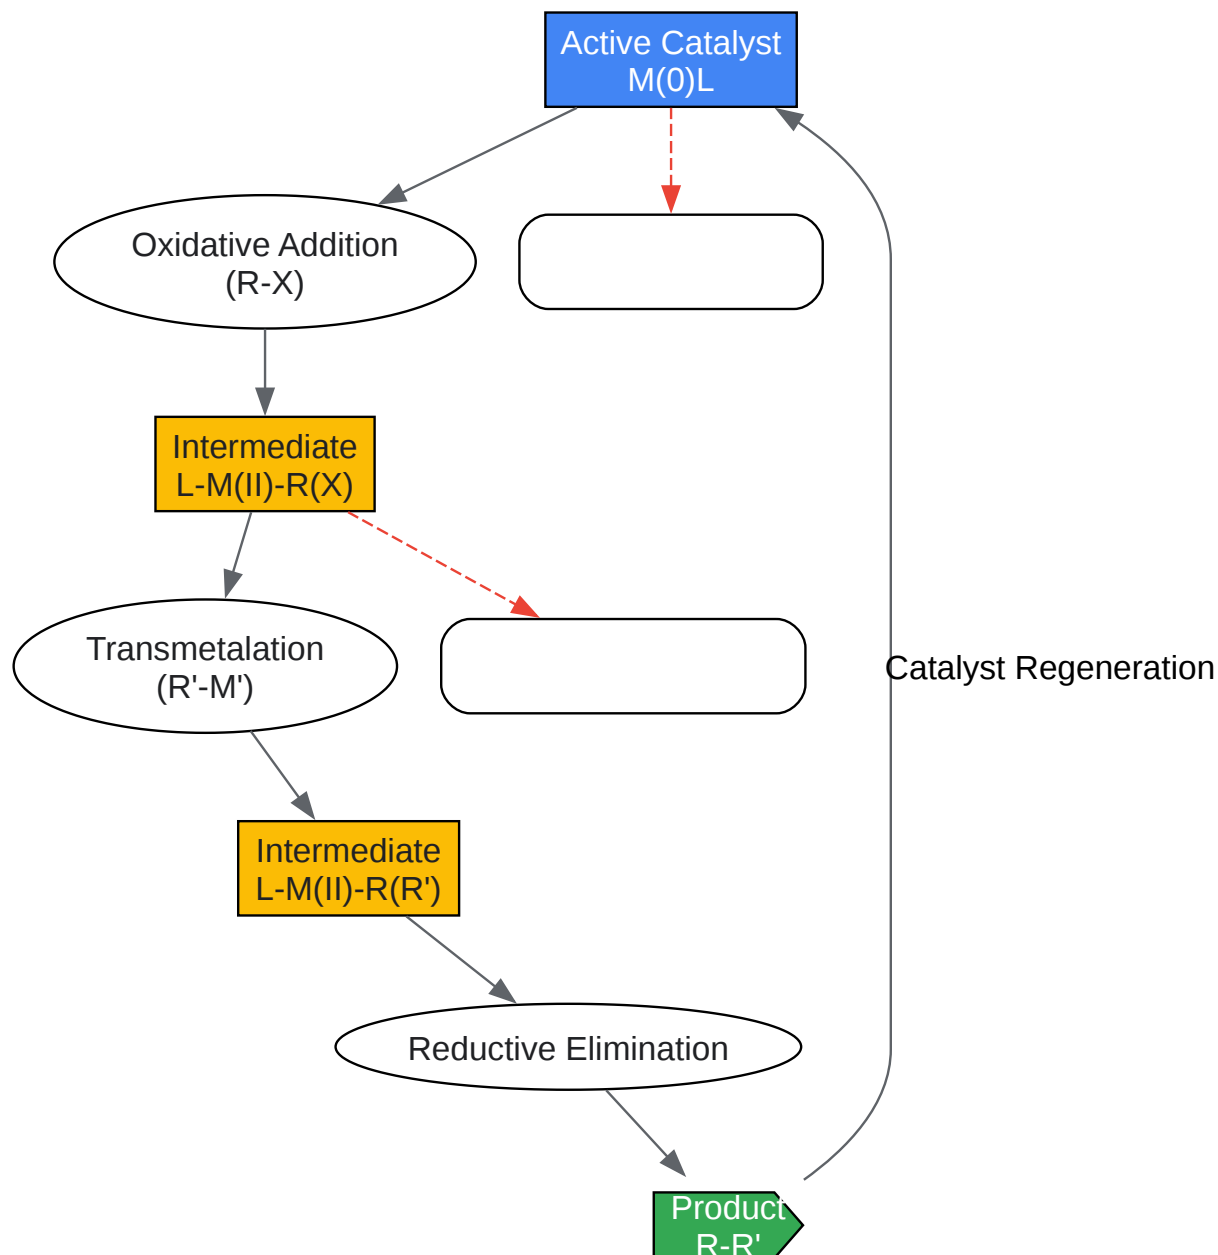 Active Catalyst
M(0)L
Oxidative Addition
(R-X)
Intermediate
L-M(II)-R(X)
Transmetalation
(R'-M')
Catalyst Regeneration
Intermediate
L-M(II)-R(R')
Reductive Elimination
Product
R-R'